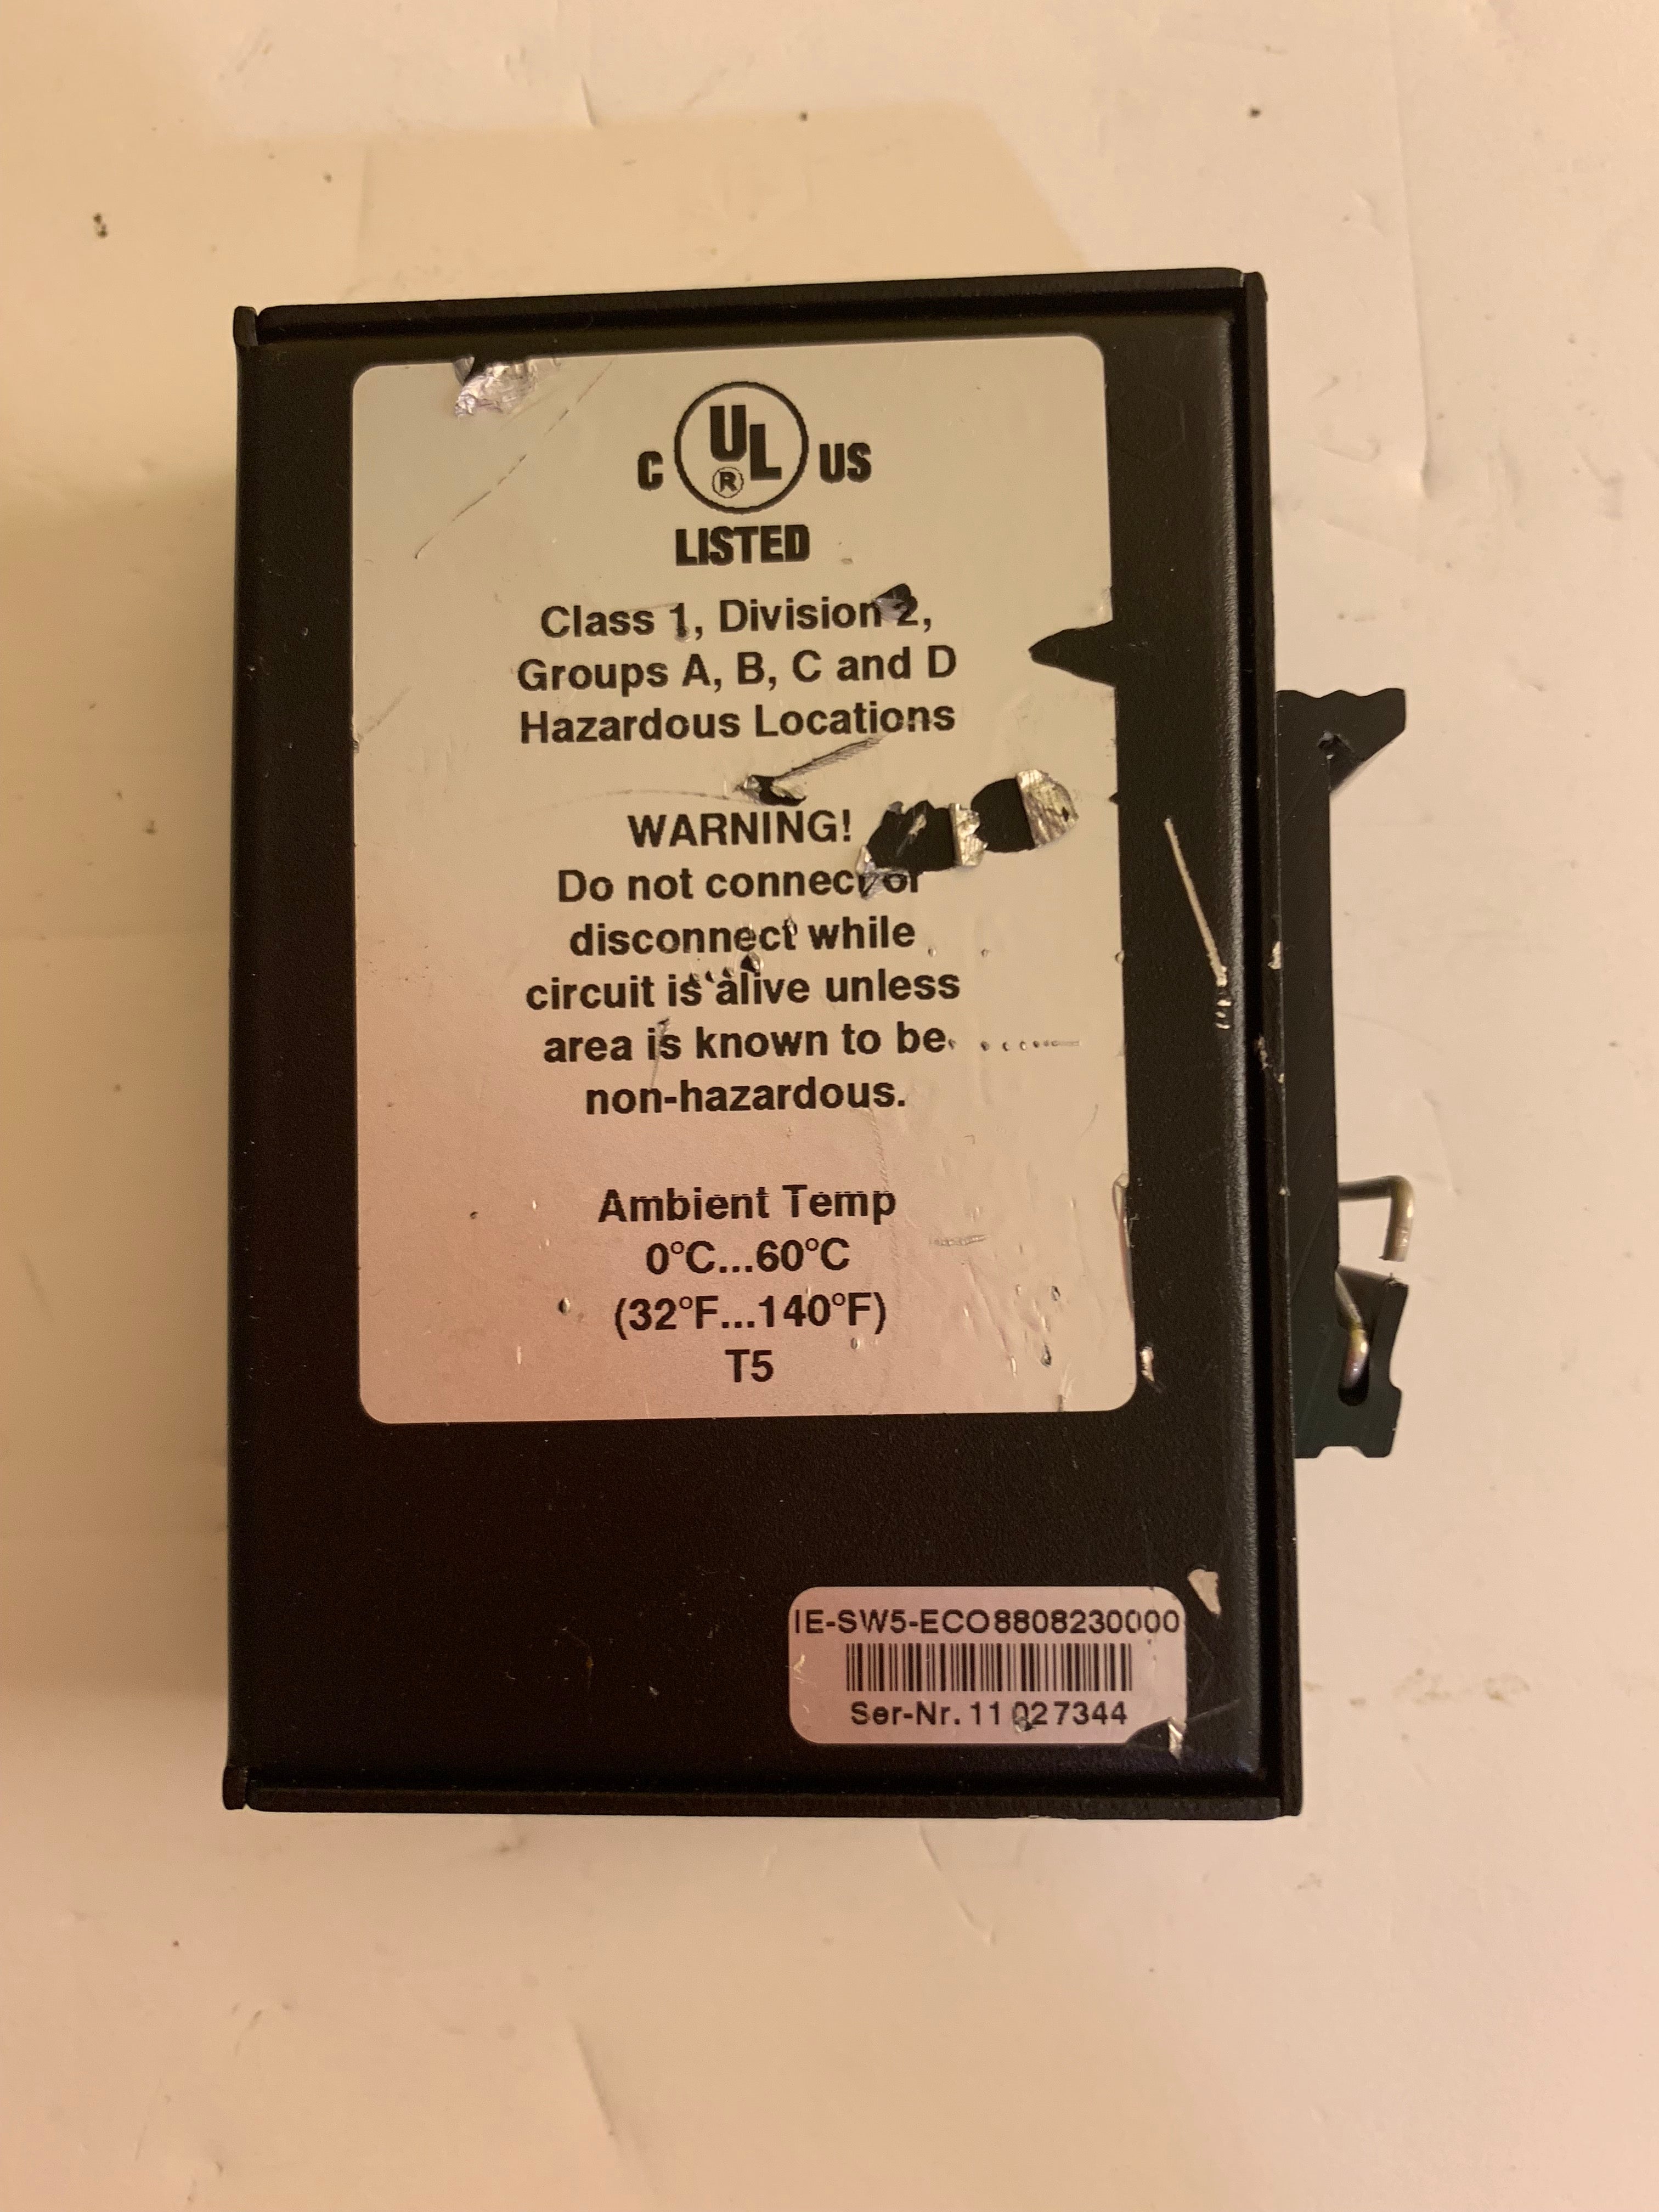 C UL ® US
LISTED
Class 1, Division 2,
Groups A, B, C and D
Hazardous Locations
WARNING!
Do not connect or
disconnect while
circuit is alive unless
area is known to be
non-hazardous.
Ambient Temp
0°C...60°C
(32°F...140°F)
T5
IE-SW5-ECO8808230000
Ser-Nr. 11027344